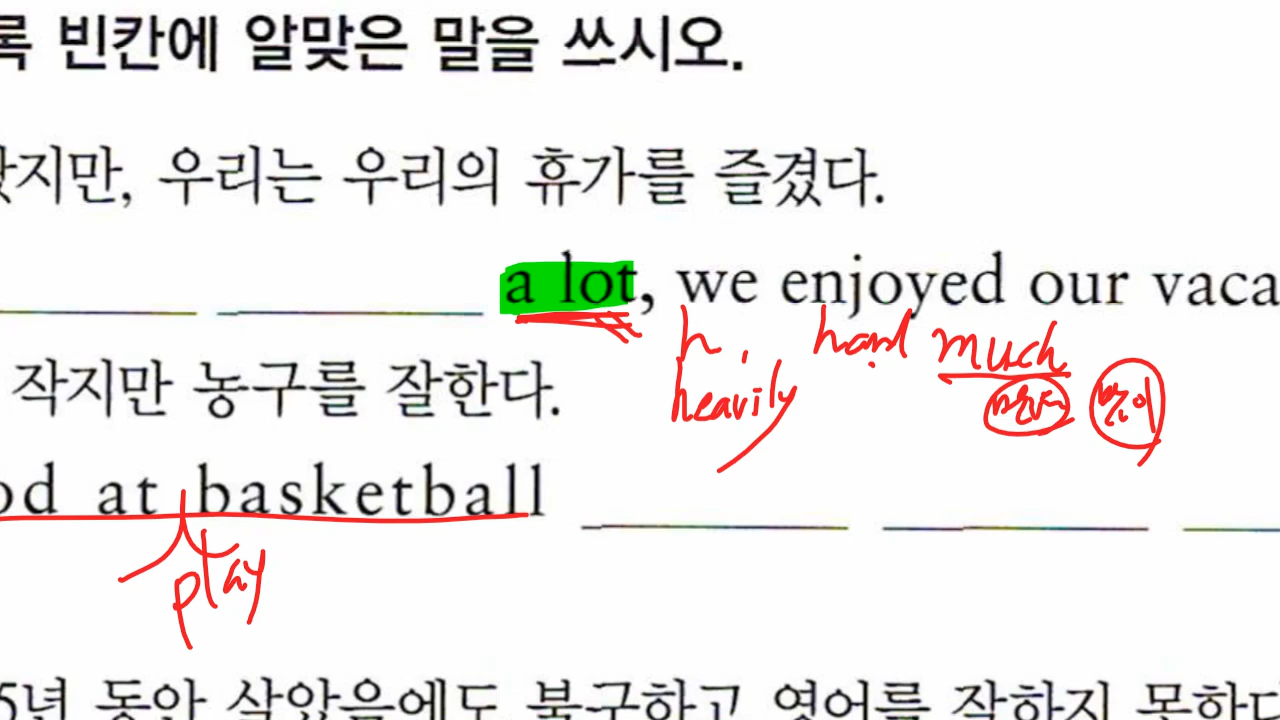 록 빈칸에 알맞은 말을 쓰시오.
왔지만, 우리는 우리의 휴가를 즐겼다.
a lot, we enjoyed our vaca
h. hard much
heavily 많이
작지만 농구를 잘한다.
od at basketball
play
5년 동안 살았음에도 불구하고 영어를 잘하지 못한다